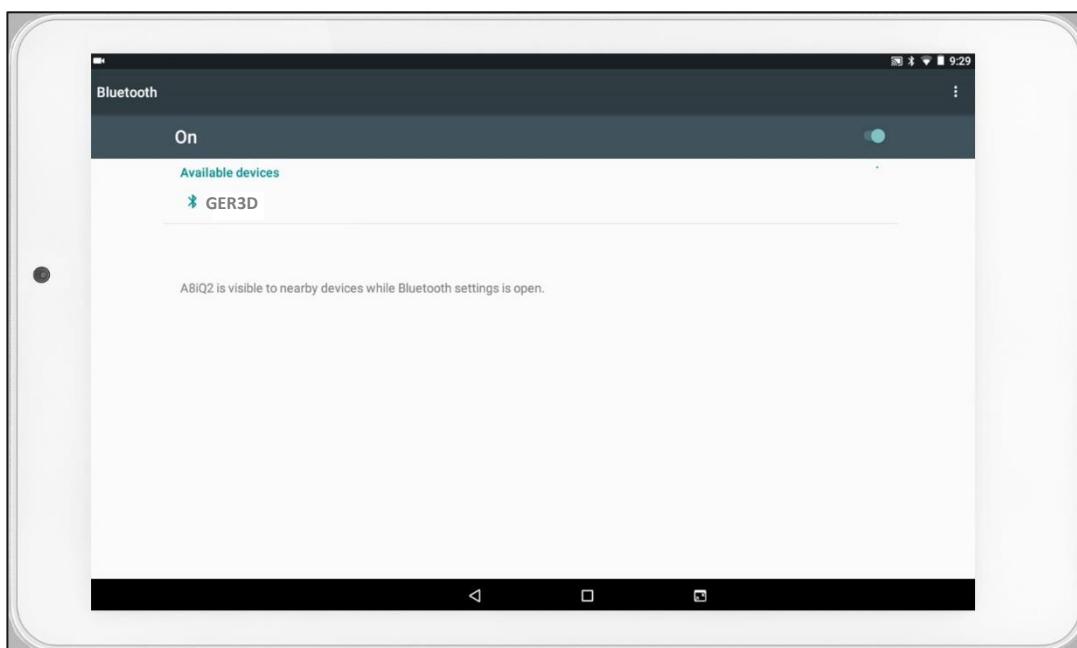 9:29
Bluetooth
On
Available devices
GER3D
A8iQ2 is visible to nearby devices while Bluetooth settings is open.